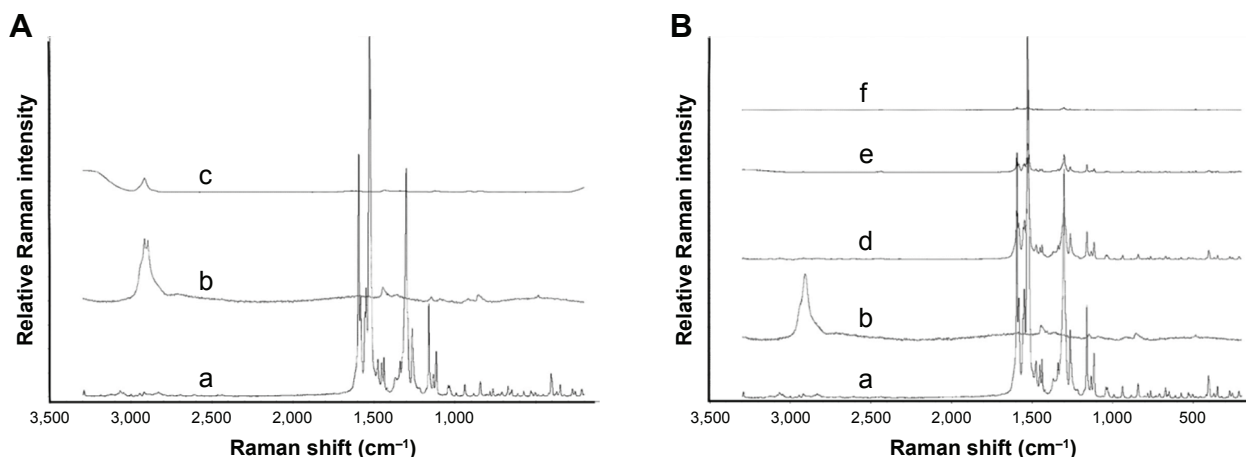 A
Relative Raman intensity
c
b
a
3,500 3,000 2,500 2,000 1,500 1,000
Raman shift (cm⁻¹)
B
Relative Raman intensity
f
e
d
b
a
3,500 3,000 2,500 2,000 1,500 1,000 500
Raman shift (cm⁻¹)